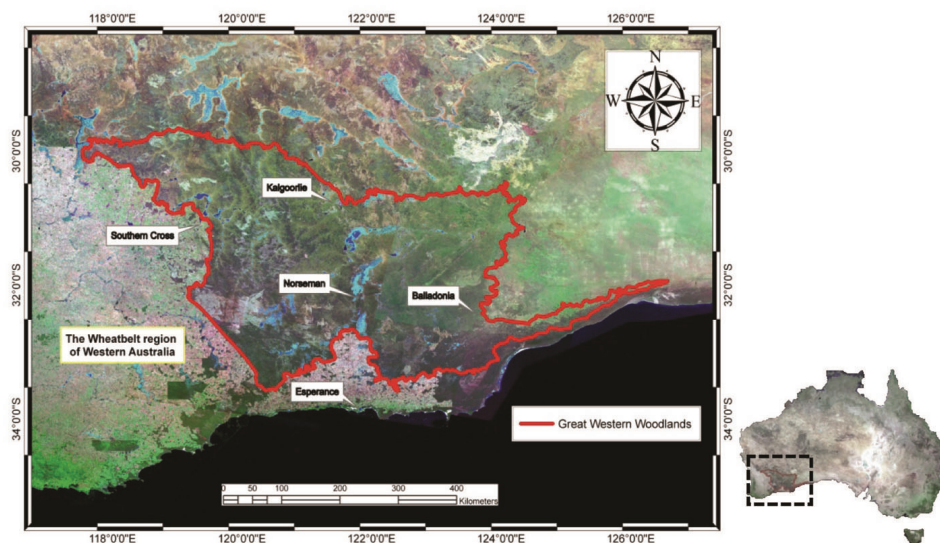 118°0'0"E 120°0'0"E 122°0'0"E 124°0'0"E 126°0'0"E
N
W E
S
30°0'0"S 30°0'0"S
Kalgoorlie
Southern Cross
32°0'0"S 32°0'0"S
Norseman
Balladonia
The Wheatbelt region
of Western Australia
Esperance
34°0'0"S 34°0'0"S
Great Western Woodlands
0 50 100 200 300 400
Kilometers
118°0'0"E 120°0'0"E 122°0'0"E 124°0'0"E 126°0'0"E